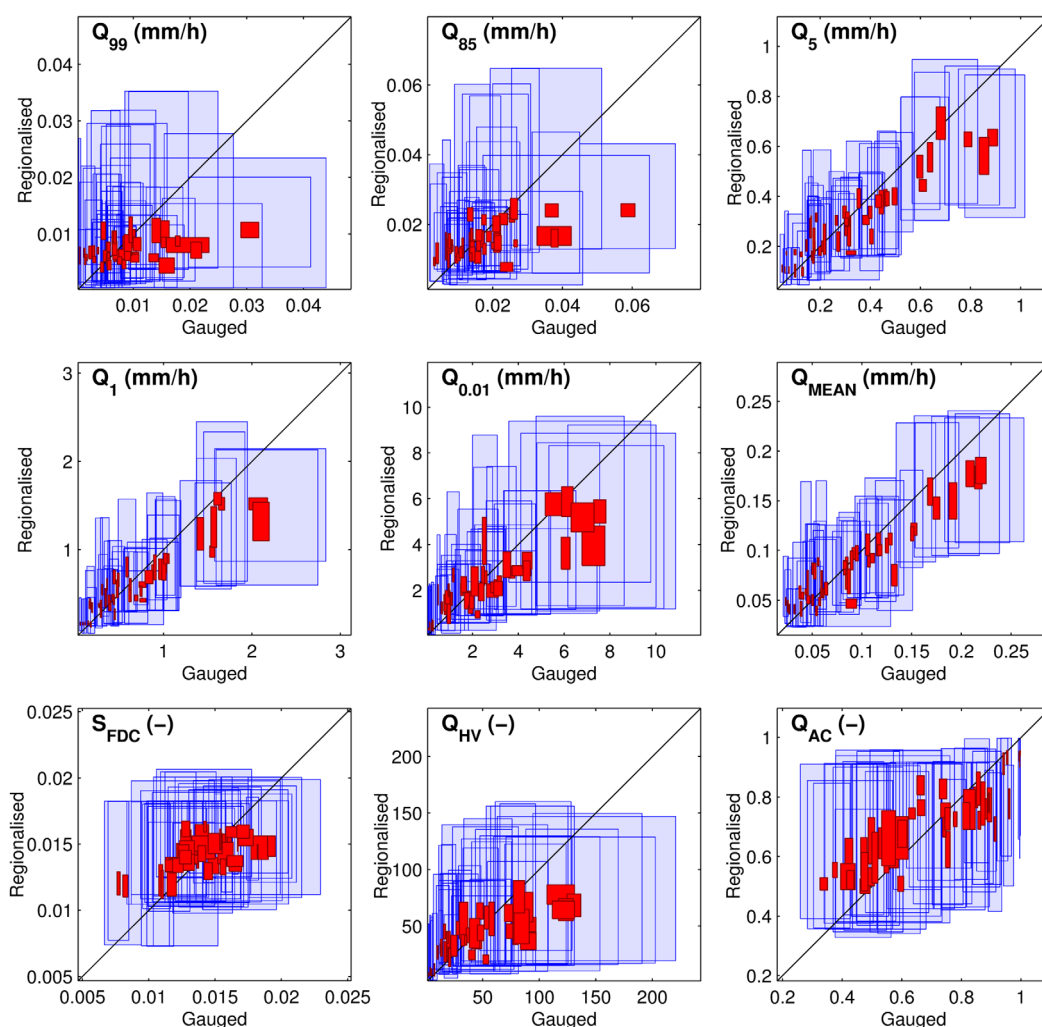 Q99 (mm/h)
0.04
0.03
0.02
0.01
Regionalised
0.01 0.02 0.03 0.04
Gauged
Q85 (mm/h)
0.06
0.04
0.02
Regionalised
0.02 0.04 0.06
Gauged
Q5 (mm/h)
1
0.8
0.6
0.4
0.2
Regionalised
0.2 0.4 0.6 0.8 1
Gauged
Q1 (mm/h)
3
2
1
Regionalised
1 2 3
Gauged
Q0.01 (mm/h)
10
8
6
4
2
Regionalised
2 4 6 8 10
Gauged
QMEAN (mm/h)
0.25
0.2
0.15
0.1
0.05
Regionalised
0.05 0.1 0.15 0.2 0.25
Gauged
SFDC (−)
0.025
0.02
0.015
0.01
0.005
Regionalised
0.005 0.01 0.015 0.02 0.025
Gauged
QHV (−)
200
150
100
50
Regionalised
50 100 150 200
Gauged
QAC (−)
1
0.8
0.6
0.4
0.2
Regionalised
0.2 0.4 0.6 0.8 1
Gauged